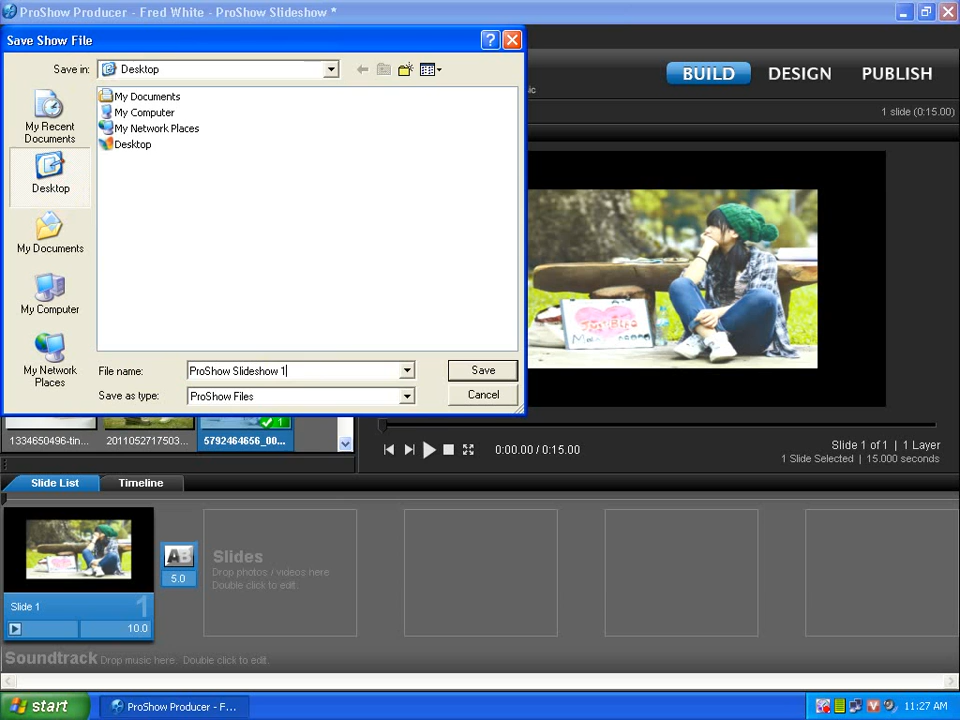 ProShow Producer - Fred White - ProShow Slideshow *
Save Show File
Save in:
Desktop
BUILD
DESIGN
PUBLISH
1 slide (0:15.00)
My Recent
Documents
Desktop
My Documents
My Computer
My Network
Places
My Documents
My Computer
My Network Places
Desktop
File name:
ProShow Slideshow 1
Save
Save as type:
ProShow Files
Cancel
1334650496-tin...
2011052717503...
5792464656_00...
1
0:00.00 / 0:15.00
Slide 1 of 1 | 1 Layer
1 Slide Selected | 15.000 seconds
Slide List
Timeline
Slide 1
1
10.0
AB
5.0
Slides
Drop photos / videos here
Double click to edit.
Soundtrack Drop music here. Double click to edit.
start
ProShow Producer - F...
11:27 AM